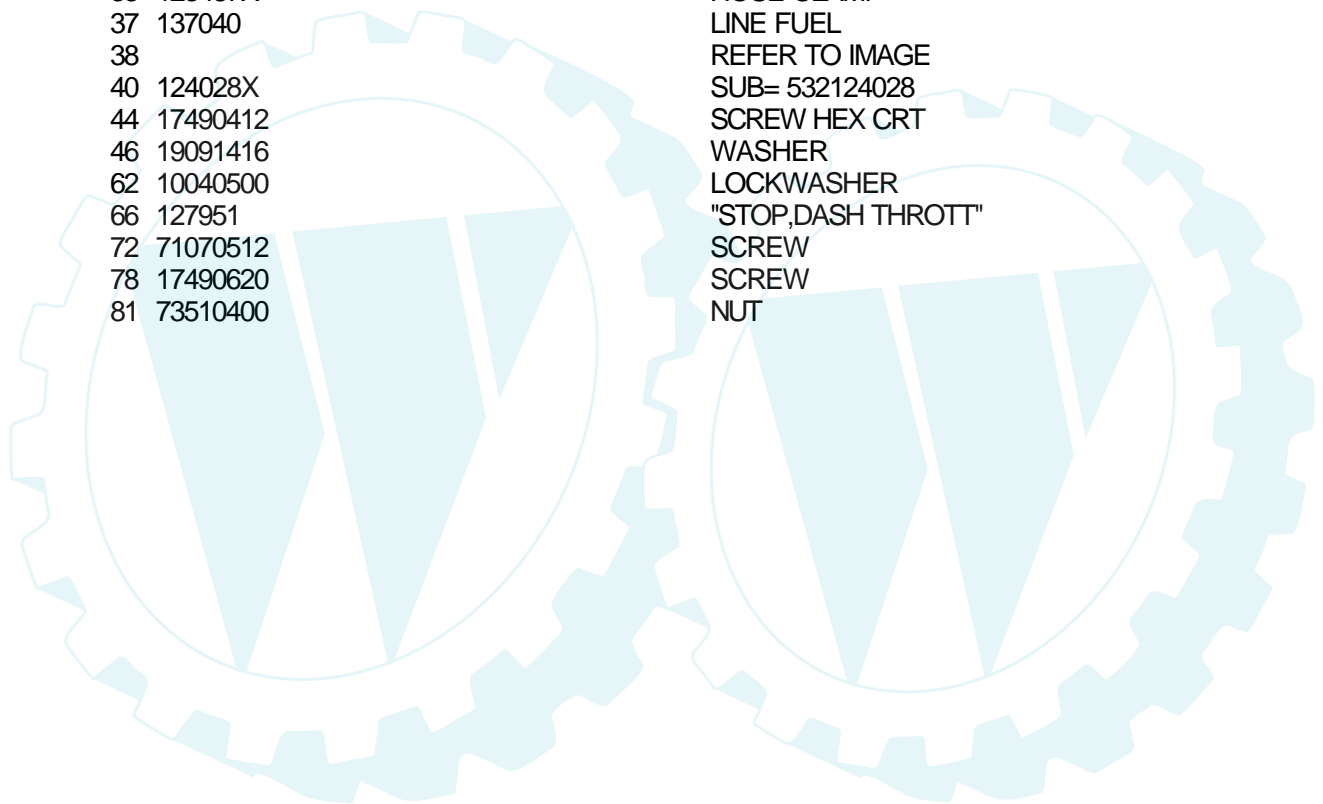 37 137040 LINE FUEL
38 REFER TO IMAGE
40 124028X SUB= 532124028
44 17490412 SCREW HEX CRT
46 19091416 WASHER
62 10040500 LOCKWASHER
66 127951 "STOP,DASH THROTT"
72 71070512 SCREW
78 17490620 SCREW
81 73510400 NUT